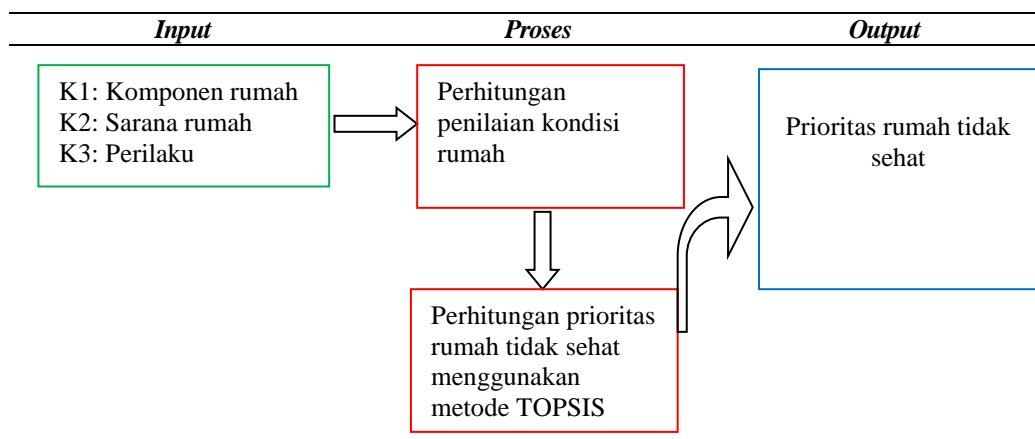 Input Proses Output
K1: Komponen rumah
K2: Sarana rumah
K3: Perilaku
Perhitungan
penilaian kondisi
rumah
Prioritas rumah tidak
sehat
Perhitungan prioritas
rumah tidak sehat
menggunakan
metode TOPSIS